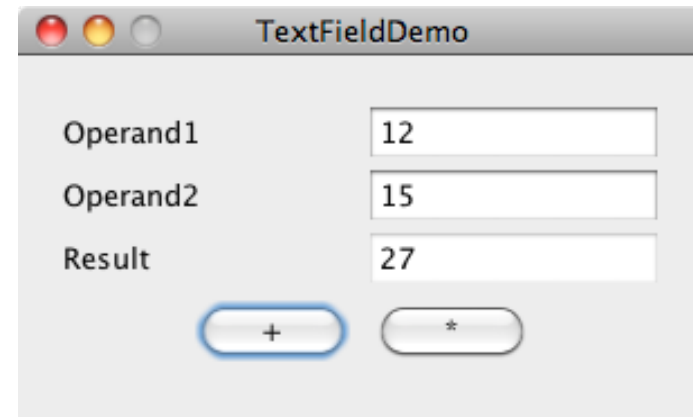 TextFieldDemo
Operand1 12
Operand2 15
Result 27
+ *